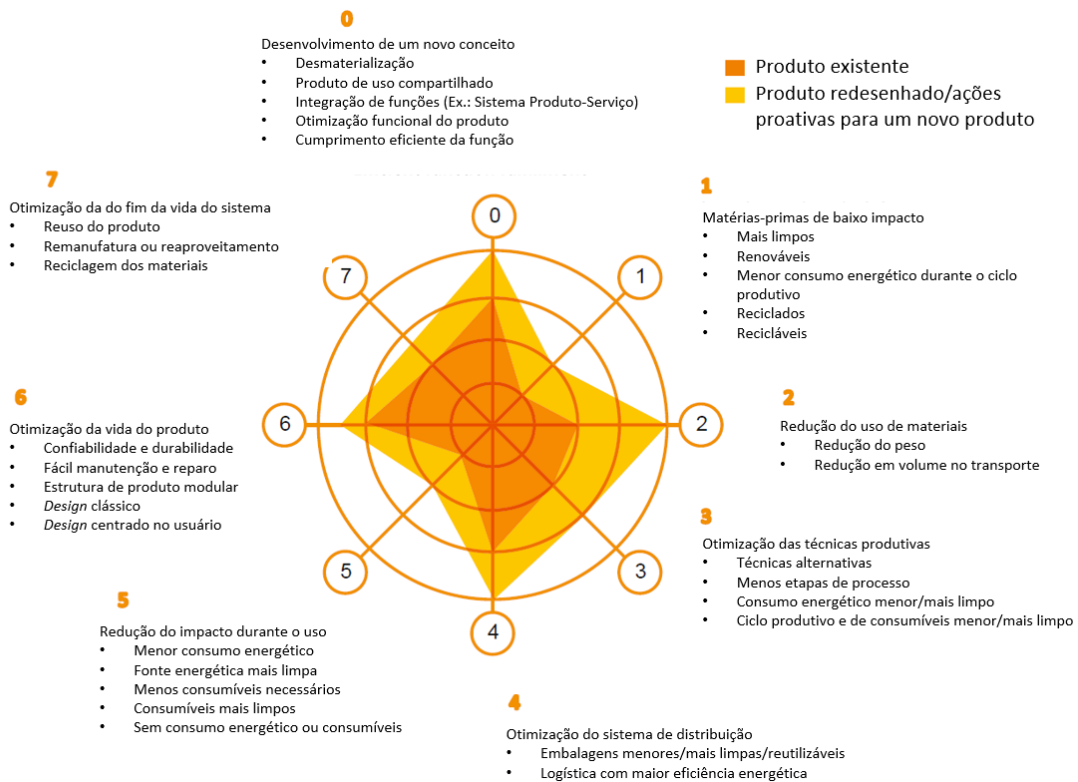 0
Desenvolvimento de um novo conceito
• Desmaterialização
• Produto de uso compartilhado
• Integração de funções (Ex.: Sistema Produto-Serviço)
• Otimização funcional do produto
• Cumprimento eficiente da função
Produto existente
Produto redesenhado/ações
proativas para um novo produto
7
Otimização da do fim da vida do sistema
• Reuso do produto
• Remanufatura ou reaproveitamento
• Reciclagem dos materiais
1
Matérias-primas de baixo impacto
• Mais limpos
• Renováveis
• Menor consumo energético durante o ciclo
produtivo
• Reciclados
• Recicláveis
0
7
1
6
2
5
3
4
6
Otimização da vida do produto
• Confiabilidade e durabilidade
• Fácil manutenção e reparo
• Estrutura de produto modular
• Design clássico
• Design centrado no usuário
2
Redução do uso de materiais
• Redução do peso
• Redução em volume no transporte
3
Otimização das técnicas produtivas
• Técnicas alternativas
• Menos etapas de processo
• Consumo energético menor/mais limpo
• Ciclo produtivo e de consumíveis menor/mais limpo
5
Redução do impacto durante o uso
• Menor consumo energético
• Fonte energética mais limpa
• Menos consumíveis necessários
• Consumíveis mais limpos
• Sem consumo energético ou consumíveis
4
Otimização do sistema de distribuição
• Embalagens menores/mais limpas/reutilizáveis
• Logística com maior eficiência energética